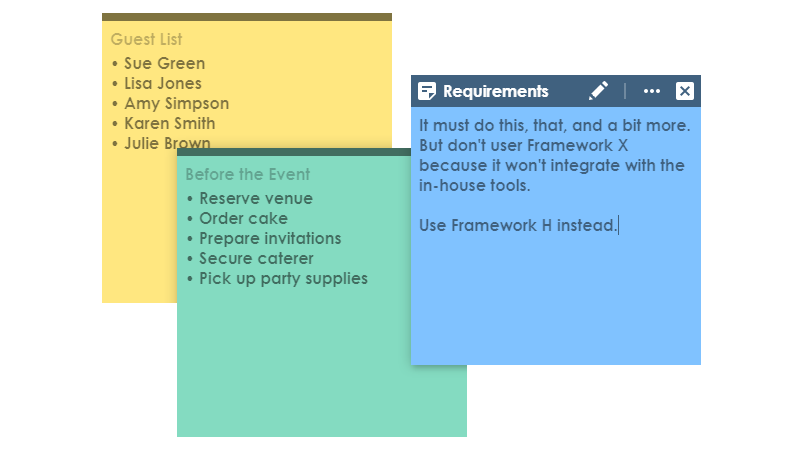 Guest List
• Sue Green
• Lisa Jones
• Amy Simpson
• Karen Smith
• Julie Brown
Before the Event
• Reserve venue
• Order cake
• Prepare invitations
• Secure caterer
• Pick up party supplies
Requirements
It must do this, that, and a bit more.
But don't user Framework X
because it won't integrate with the
in-house tools.
Use Framework H instead.